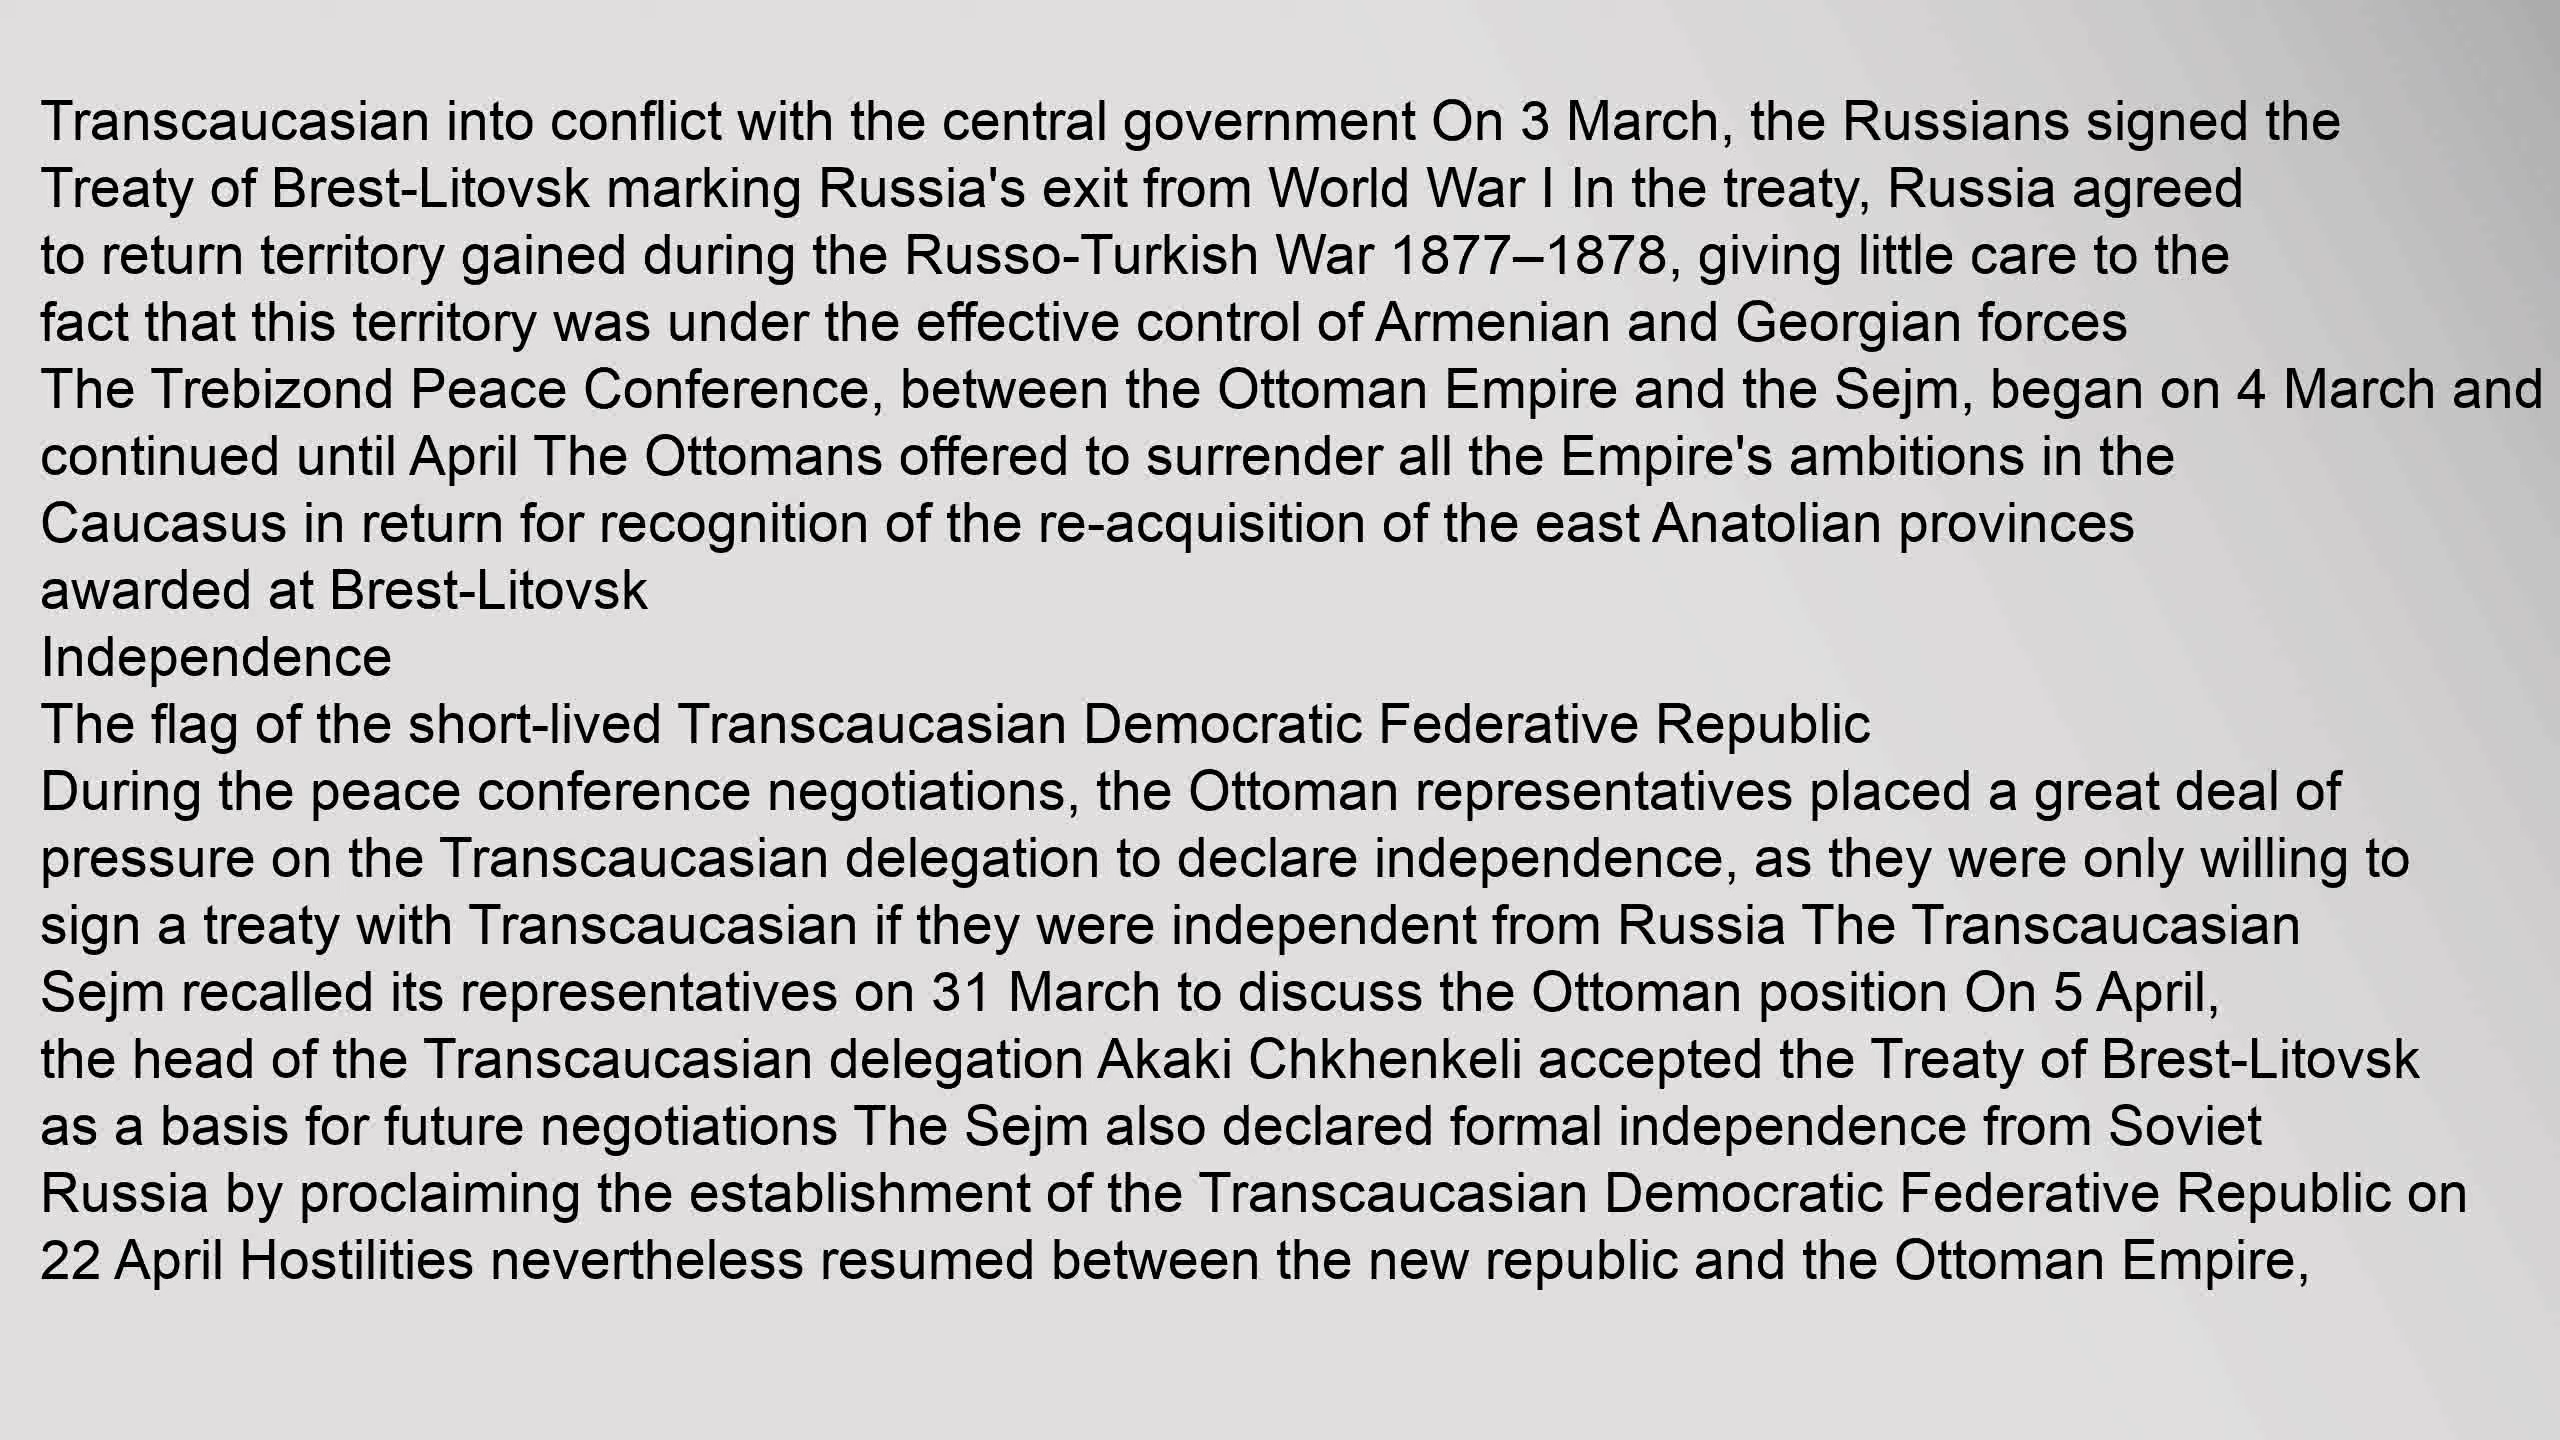 Transcaucasian into conflict with the central government On 3 March, the Russians signed the
Treaty of Brest-Litovsk marking Russia's exit from World War I In the treaty, Russia agreed
to return territory gained during the Russo-Turkish War 1877–1878, giving little care to the
fact that this territory was under the effective control of Armenian and Georgian forces
The Trebizond Peace Conference, between the Ottoman Empire and the Sejm, began on 4 March and
continued until April The Ottomans offered to surrender all the Empire's ambitions in the
Caucasus in return for recognition of the re-acquisition of the east Anatolian provinces
awarded at Brest-Litovsk
Independence
The flag of the short-lived Transcaucasian Democratic Federative Republic
During the peace conference negotiations, the Ottoman representatives placed a great deal of
pressure on the Transcaucasian delegation to declare independence, as they were only willing to
sign a treaty with Transcaucasian if they were independent from Russia The Transcaucasian
Sejm recalled its representatives on 31 March to discuss the Ottoman position On 5 April,
the head of the Transcaucasian delegation Akaki Chkhenkeli accepted the Treaty of Brest-Litovsk
as a basis for future negotiations The Sejm also declared formal independence from Soviet
Russia by proclaiming the establishment of the Transcaucasian Democratic Federative Republic on
22 April Hostilities nevertheless resumed between the new republic and the Ottoman Empire,